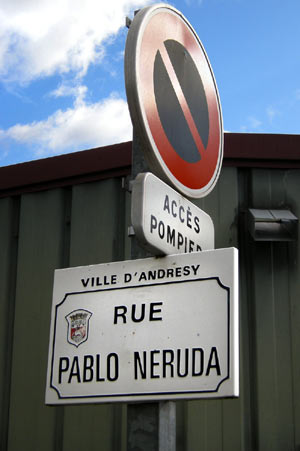 ACCÈS
POMPIERS
VILLE D'ANDRESY
RUE
PABLO NERUDA